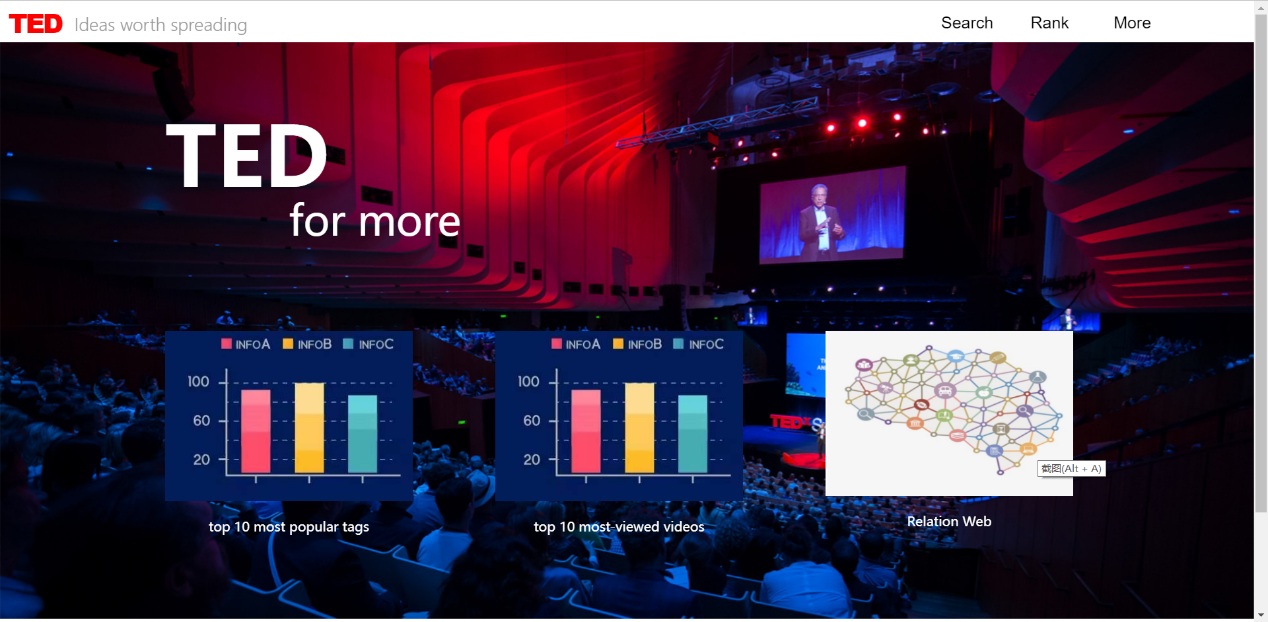 TED Ideas worth spreading Search Rank More
TED
for more
INFOA INFOB INFOC
100
60
20
INFOA INFOB INFOC
100
60
20
TEDx
截图(Alt + A)
top 10 most popular tags
top 10 most-viewed videos
Relation Web